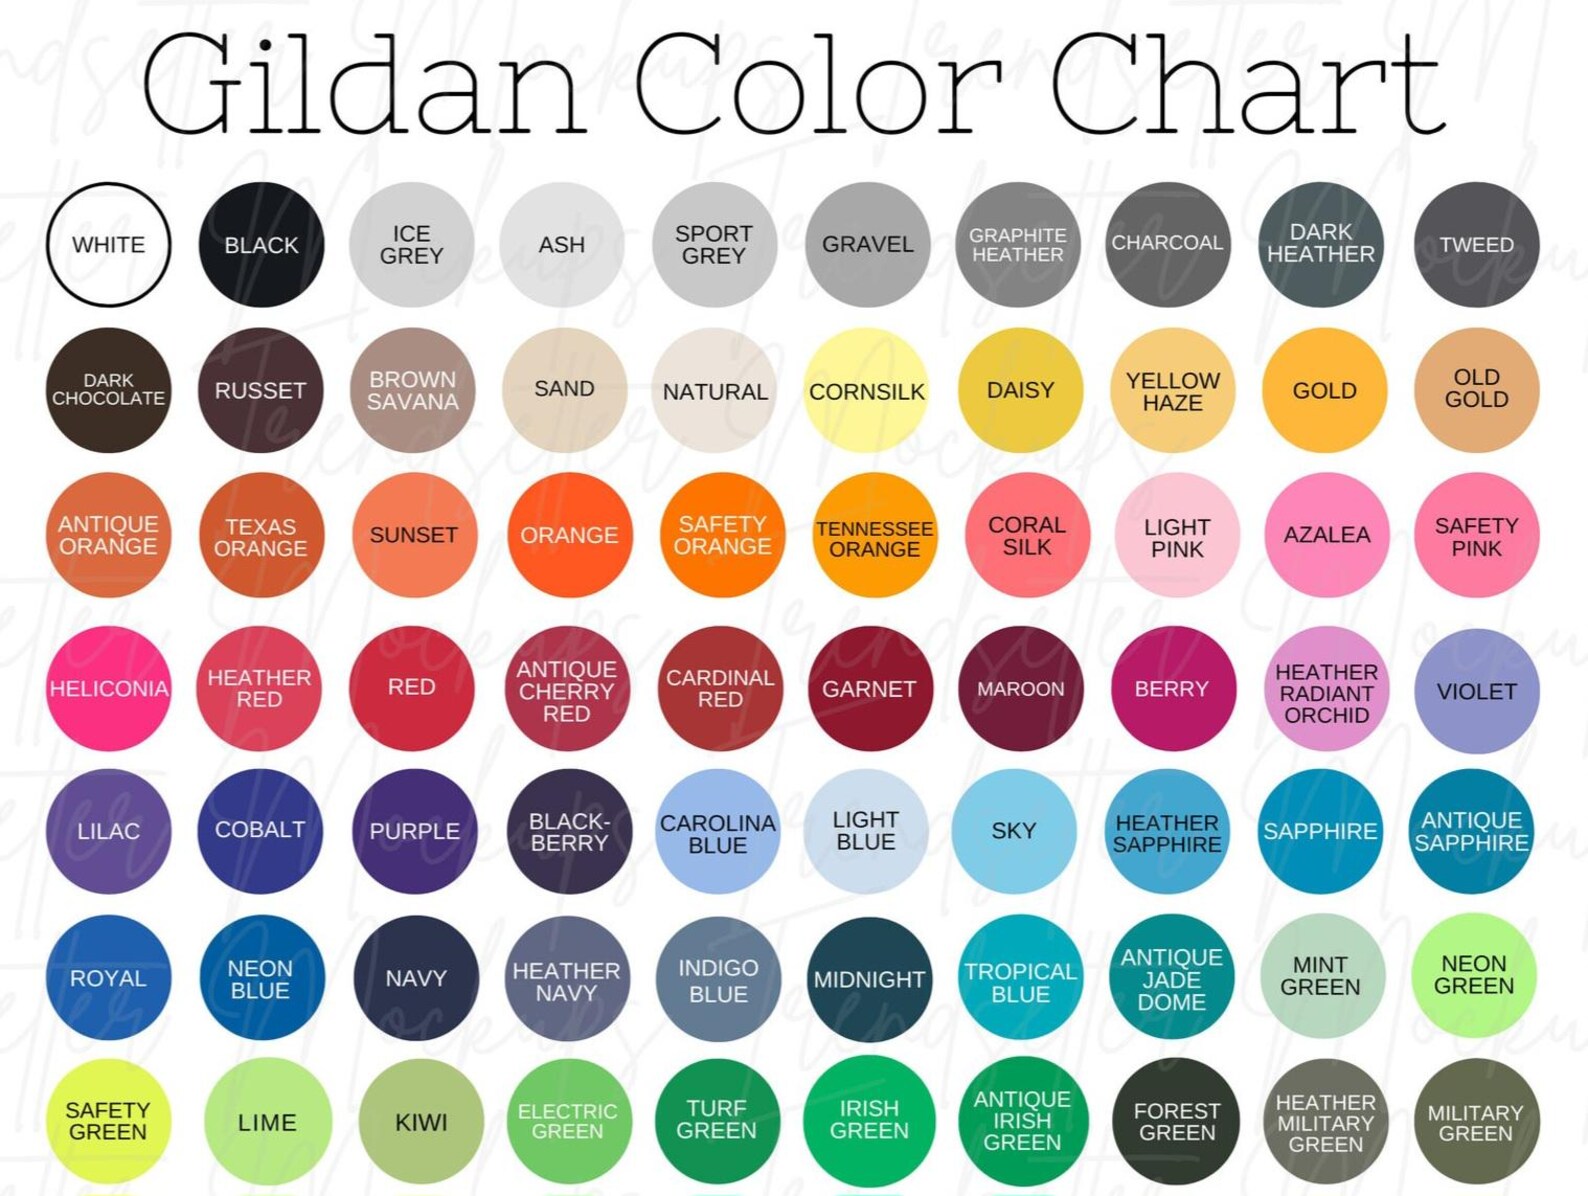 Gildan Color Chart
WHITE
BLACK
ICE
GREY
ASH
SPORT
GREY
GRAVEL
GRAPHITE
HEATHER
CHARCOAL
DARK
HEATHER
TWEED
DARK
CHOCOLATE
RUSSET
BROWN
SAVANA
SAND
NATURAL
CORNSILK
DAISY
YELLOW
HAZE
GOLD
OLD
GOLD
ANTIQUE
ORANGE
TEXAS
ORANGE
SUNSET
ORANGE
SAFETY
ORANGE
TENNESSEE
ORANGE
CORAL
SILK
LIGHT
PINK
AZALEA
SAFETY
PINK
HELICONIA
HEATHER
RED
RED
ANTIQUE
CHERRY
RED
CARDINAL
RED
GARNET
MAROON
BERRY
HEATHER
RADIANT
ORCHID
VIOLET
LILAC
COBALT
PURPLE
BLACK-
BERRY
CAROLINA
BLUE
LIGHT
BLUE
SKY
HEATHER
SAPPHIRE
SAPPHIRE
ANTIQUE
SAPPHIRE
ROYAL
NEON
BLUE
NAVY
HEATHER
NAVY
INDIGO
BLUE
MIDNIGHT
TROPICAL
BLUE
ANTIQUE
JADE
DOME
MINT
GREEN
NEON
GREEN
SAFETY
GREEN
LIME
KIWI
ELECTRIC
GREEN
TURF
GREEN
IRISH
GREEN
ANTIQUE
IRISH
GREEN
FOREST
GREEN
HEATHER
MILITARY
GREEN
MILITARY
GREEN
Trendsetter Mockups